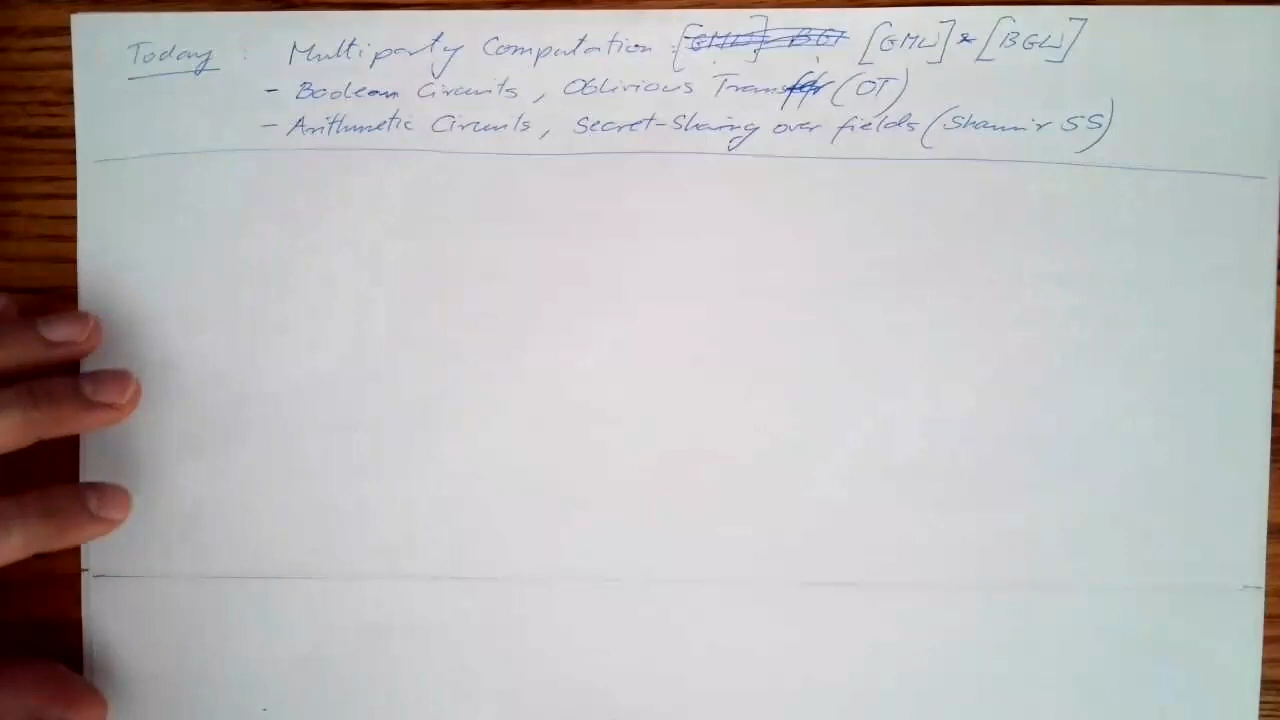 Today : Multiparty Computation : [GMW] & [BGW]
- Boolean Circuits, Oblivious Transfer (OT)
- Arithmetic Circuits, Secret-Sharing over fields (Shamir SS)